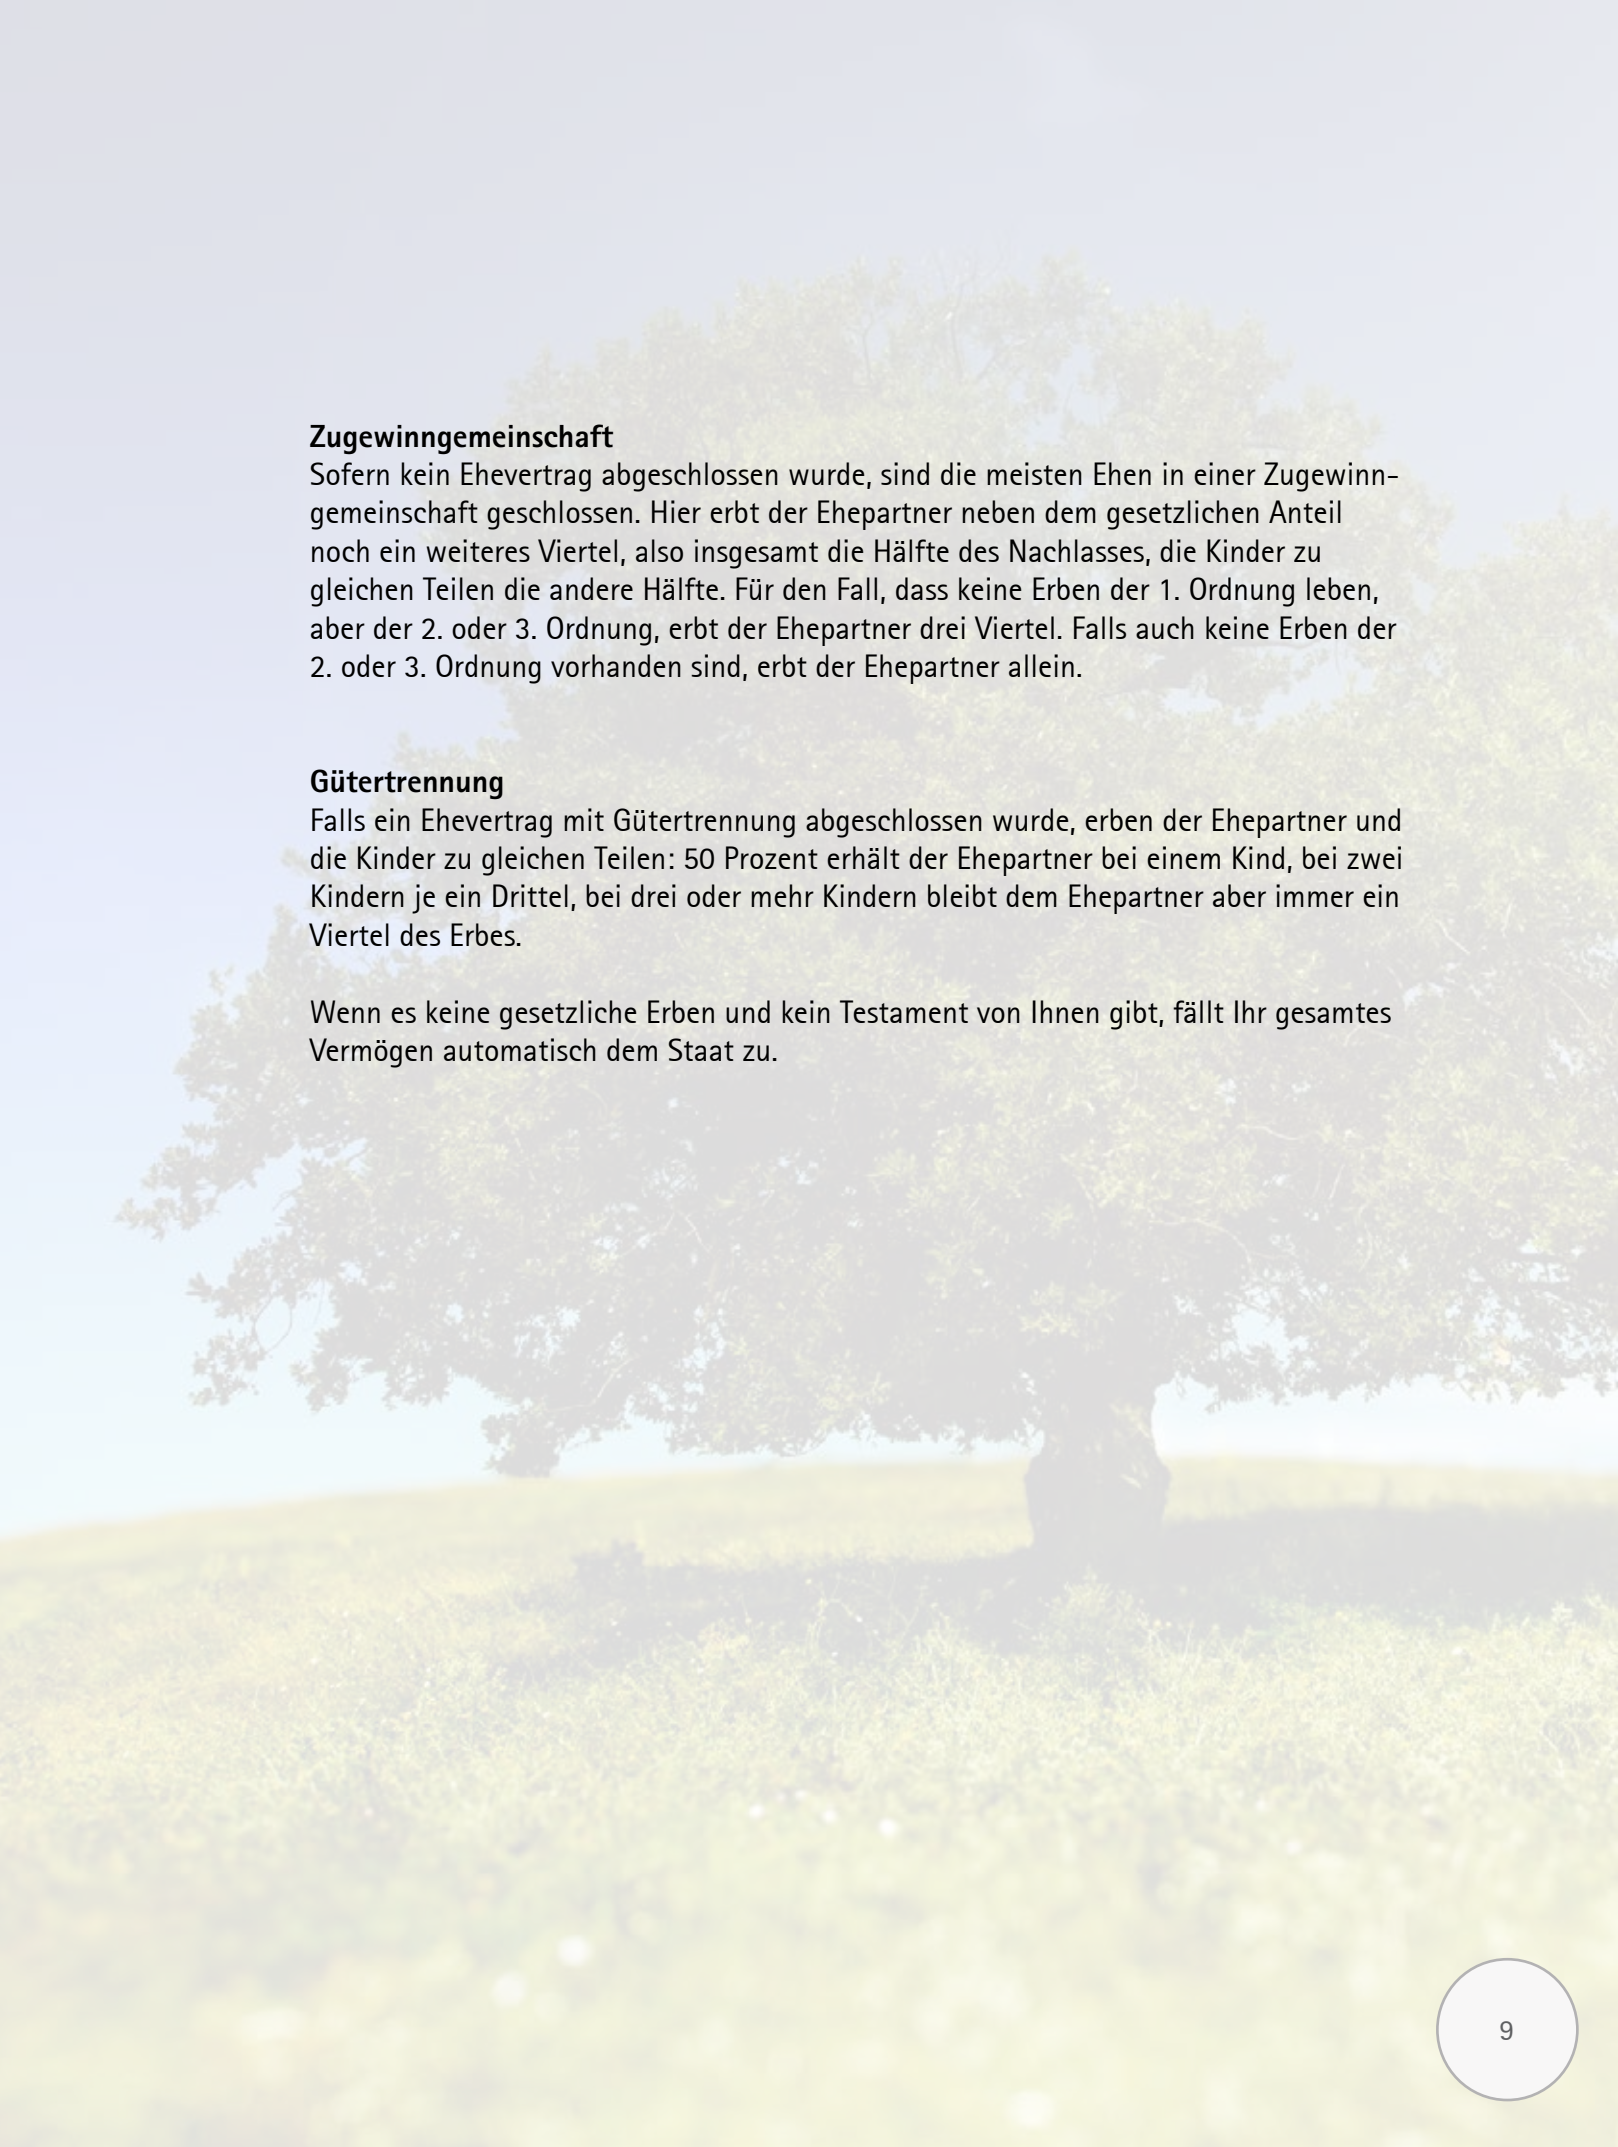 Zugewinngemeinschaft
Sofern kein Ehevertrag abgeschlossen wurde, sind die meisten Ehen in einer Zugewinn-
gemeinschaft geschlossen. Hier erbt der Ehepartner neben dem gesetzlichen Anteil
noch ein weiteres Viertel, also insgesamt die Hälfte des Nachlasses, die Kinder zu
gleichen Teilen die andere Hälfte. Für den Fall, dass keine Erben der 1. Ordnung leben,
aber der 2. oder 3. Ordnung, erbt der Ehepartner drei Viertel. Falls auch keine Erben der
2. oder 3. Ordnung vorhanden sind, erbt der Ehepartner allein.
Gütertrennung
Falls ein Ehevertrag mit Gütertrennung abgeschlossen wurde, erben der Ehepartner und
die Kinder zu gleichen Teilen: 50 Prozent erhält der Ehepartner bei einem Kind, bei zwei
Kindern je ein Drittel, bei drei oder mehr Kindern bleibt dem Ehepartner aber immer ein
Viertel des Erbes.
Wenn es keine gesetzliche Erben und kein Testament von Ihnen gibt, fällt Ihr gesamtes
Vermögen automatisch dem Staat zu.
9